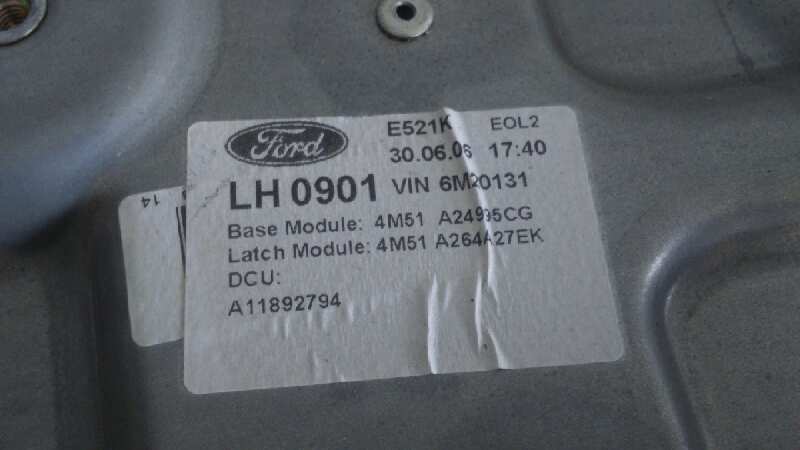 Ford E521K EOL2
30.06.06 17:40
LH 0901 VIN 6M20131
Base Module: 4M51 A24995CG
Latch Module: 4M51 A264A27EK
DCU:
A11892794
14